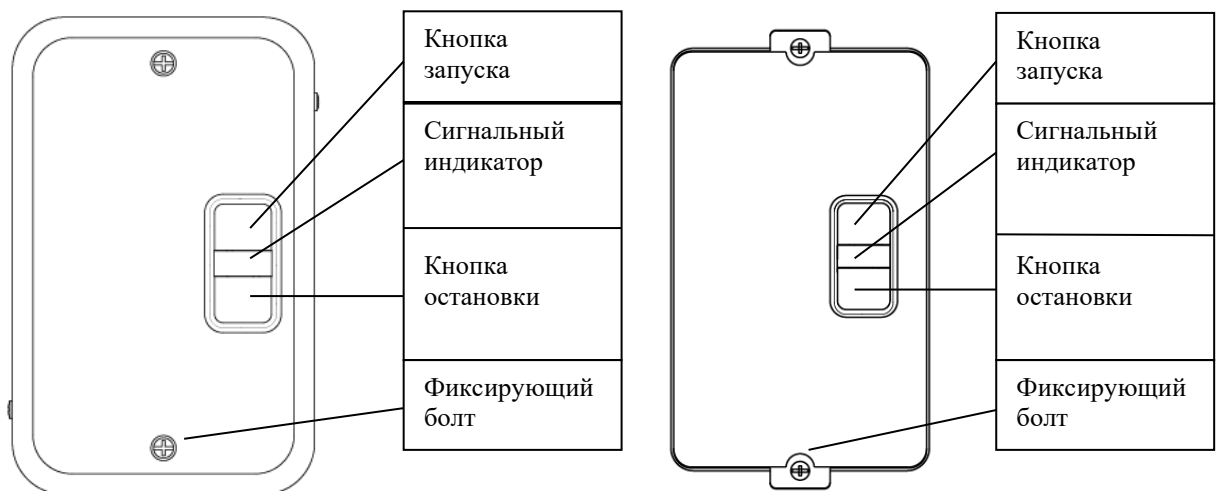 Кнопка
запуска
Сигнальный
индикатор
Кнопка
остановки
Фиксирующий
болт
Кнопка
запуска
Сигнальный
индикатор
Кнопка
остановки
Фиксирующий
болт